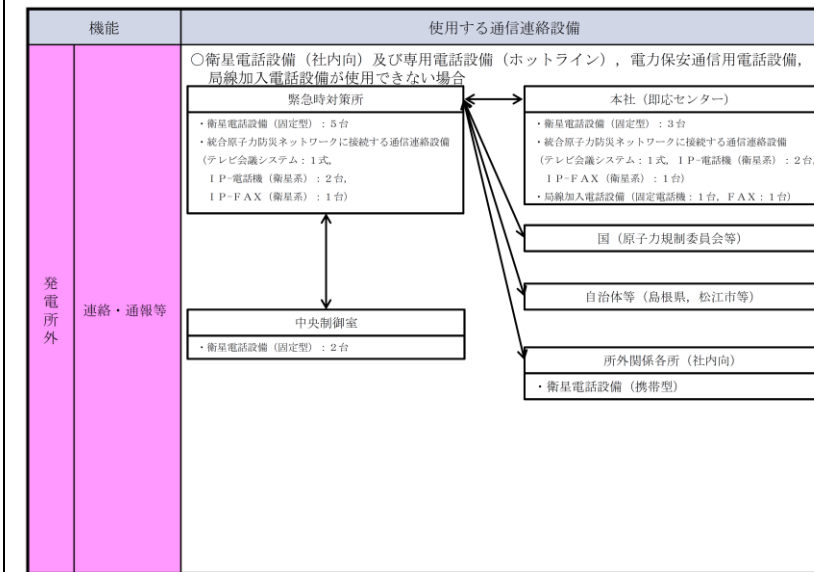 機能
使用する通信連絡設備
発電所外
連絡・通報等
○衛星電話設備（社内向）及び専用電話設備（ホットライン），電力保安通信用電話設備，
局線加入電話設備が使用できない場合
緊急時対策所
・衛星電話設備（固定型）：５台
・統合原子力防災ネットワークに接続する通信連絡設備
（テレビ会議システム：１式，
ＩＰ-電話機（衛星系）：２台，
ＩＰ-ＦＡＸ（衛星系）：１台）
中央制御室
・衛星電話設備（固定型）：２台
本社（即応センター）
・衛星電話設備（固定型）：３台
・統合原子力防災ネットワークに接続する通信連絡設備
（テレビ会議システム：１式，ＩＰ-電話機（衛星系）：２台，
ＩＰ-ＦＡＸ（衛星系）：１台）
・局線加入電話設備（固定電話機：１台，ＦＡＸ：１台）
国（原子力規制委員会等）
自治体等（島根県，松江市等）
所外関係各所（社内向）
・衛星電話設備（携帯型）